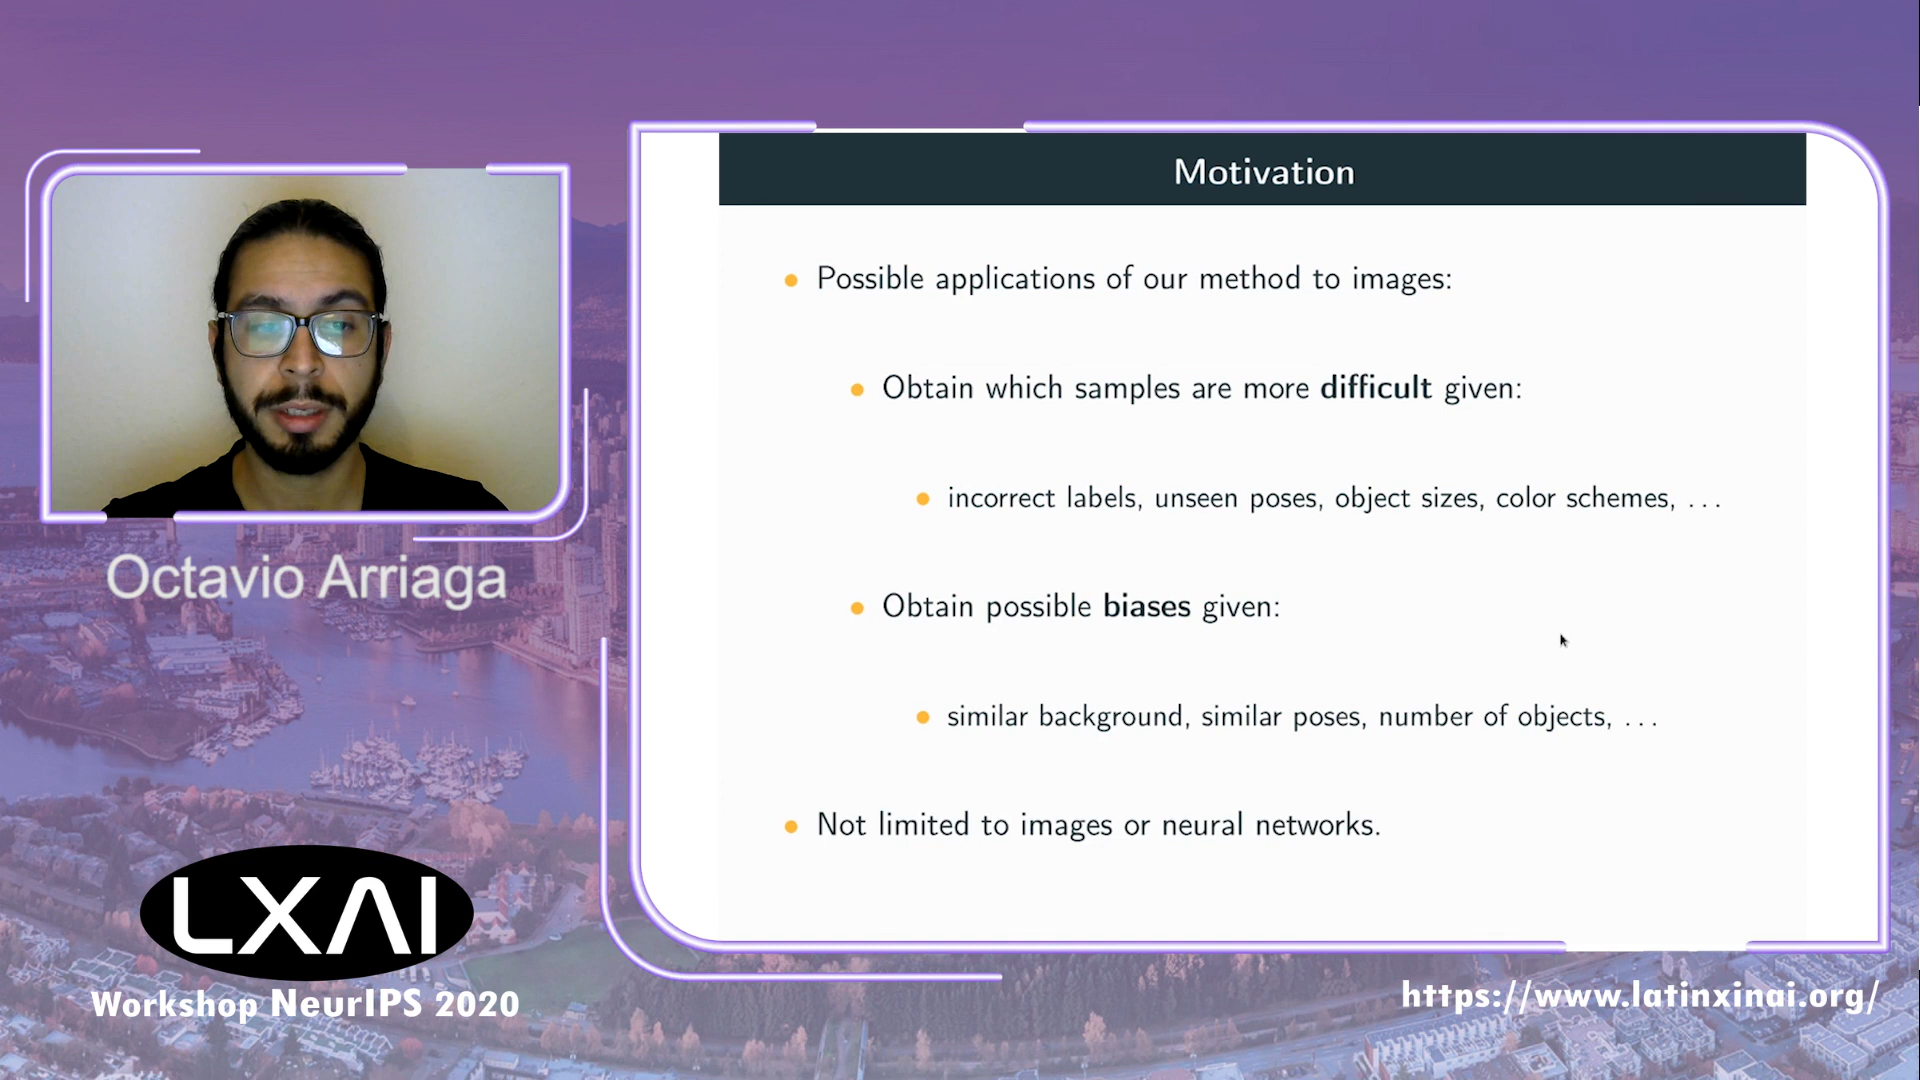 Motivation
Possible applications of our method to images:
Obtain which samples are more difficult given:
incorrect labels, unseen poses, object sizes, color schemes, ...
Obtain possible biases given:
similar background, similar poses, number of objects, ...
Not limited to images or neural networks.
Octavio Arriaga
LXAI
Workshop NeurIPS 2020
https://www.latinxinai.org/